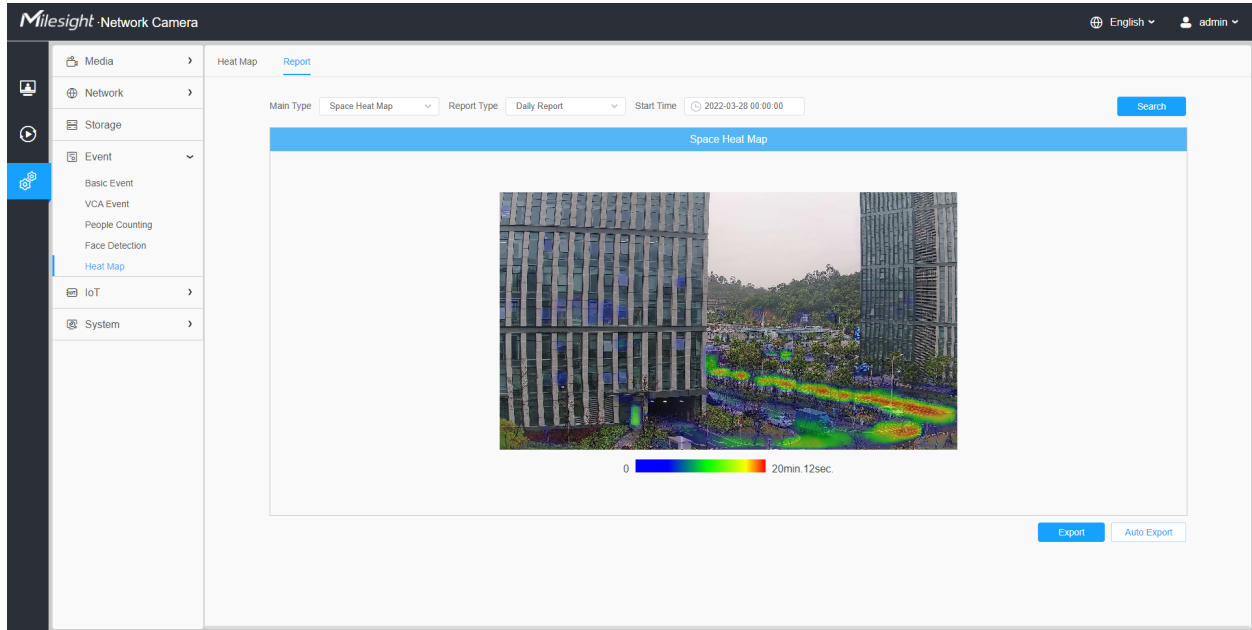 Milesight · Network Camera
English
admin
Media
Network
Storage
Event
Basic Event
VCA Event
People Counting
Face Detection
Heat Map
IoT
System
Heat Map Report
Main Type Space Heat Map Report Type Daily Report Start Time 2022-03-28 00:00:00 Search
Space Heat Map
0 20min.12sec.
Export Auto Export